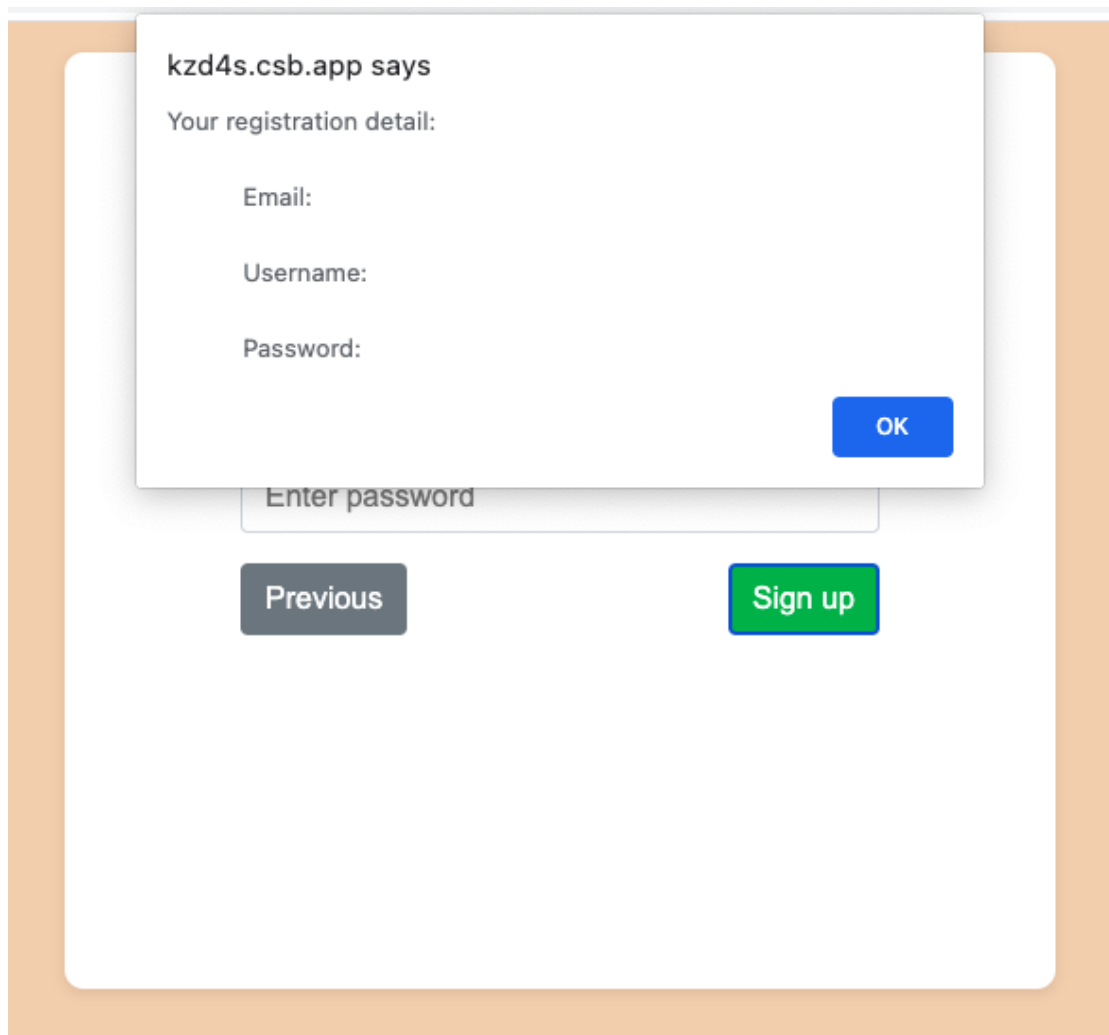 kzd4s.csb.app says
Your registration detail:
Email:
Username:
Password:
OK
Enter password
Previous
Sign up